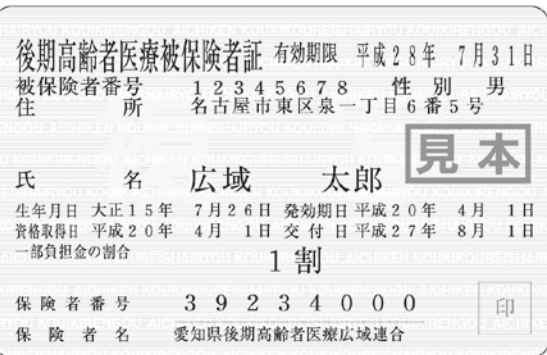 後期高齢者医療被保険者証 有効期限 平成28年 7月31日
被保険者番号 12345678 性別 男
住所 名古屋市東区泉一丁目6番5号
見本
氏名 広域 太郎
生年月日 大正15年 7月26日 発効期日 平成20年 4月 1日
資格取得日 平成20年 4月 1日 交付日 平成27年 8月 1日
一部負担金の割合
1割
保険者番号 39234000
印
保険者名 愛知県後期高齢者医療広域連合